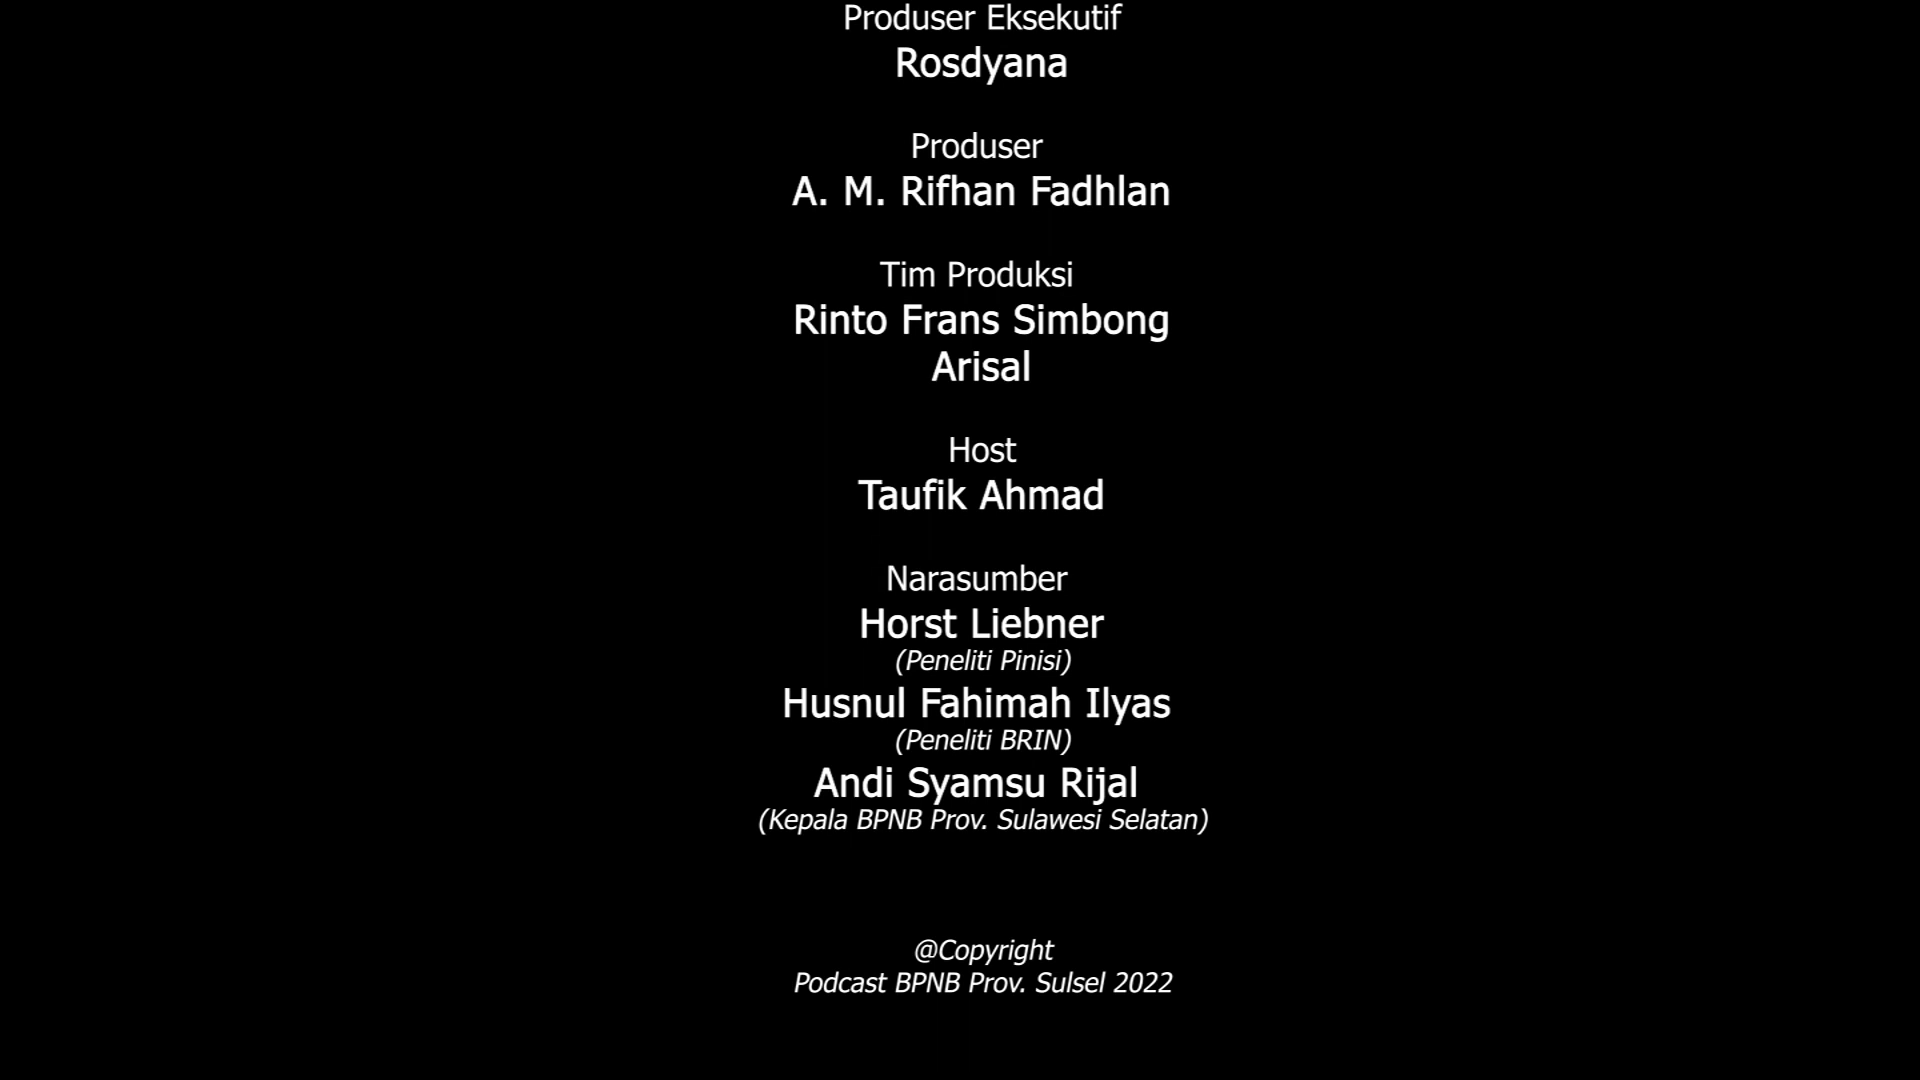 Produser Eksekutif
Rosdyana
Produser
A. M. Rifhan Fadhlan
Tim Produksi
Rinto Frans Simbong
Arisal
Host
Taufik Ahmad
Narasumber
Horst Liebner
(Peneliti Pinisi)
Husnul Fahimah Ilyas
(Peneliti BRIN)
Andi Syamsu Rijal
(Kepala BPNB Prov. Sulawesi Selatan)
@Copyright
Podcast BPNB Prov. Sulsel 2022